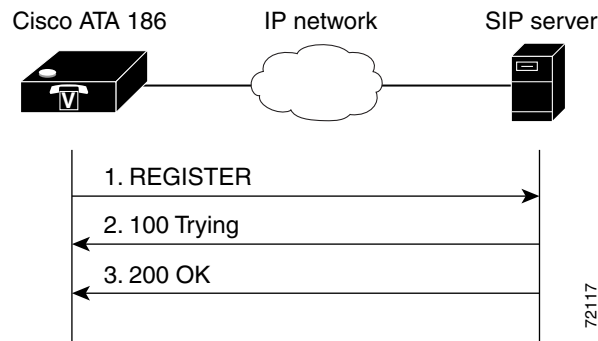 Cisco ATA 186
IP network
SIP server
V
1. REGISTER
2. 100 Trying
3. 200 OK
72117